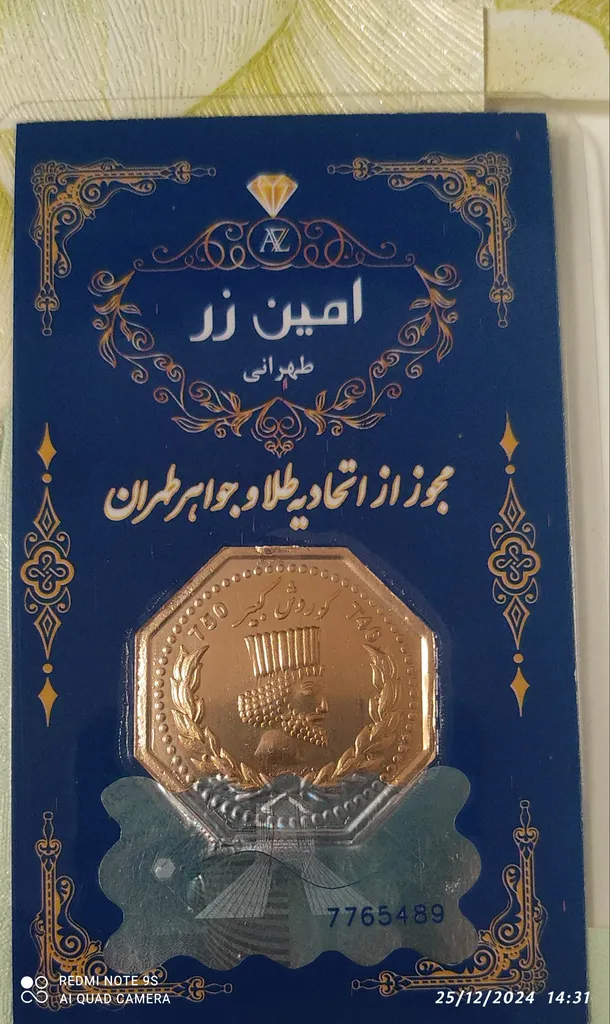 AZ
امین زر
طهرانی
مجوز از اتحادیه طلا و جواهر طهران
750 کوروش کبیر 740
7765489
REDMI NOTE 9S
AI QUAD CAMERA
25/12/2024 14:31